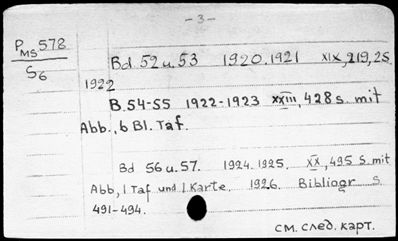 - 3 -
P MS 578
S6
Bd 52 u. 53 1920. 1921 XIX, 219, 25
1922
B. 54-55 1922-1923 XXIII, 428 s. mit
Abb., 6 Bl. Taf.
Bd 56 u. 57. 1924. 1925. XX, 495 S. mit
Abb, 1 Taf und 1 Karte. 1926. Bibliogr S.
491-494.
см. след. карт.